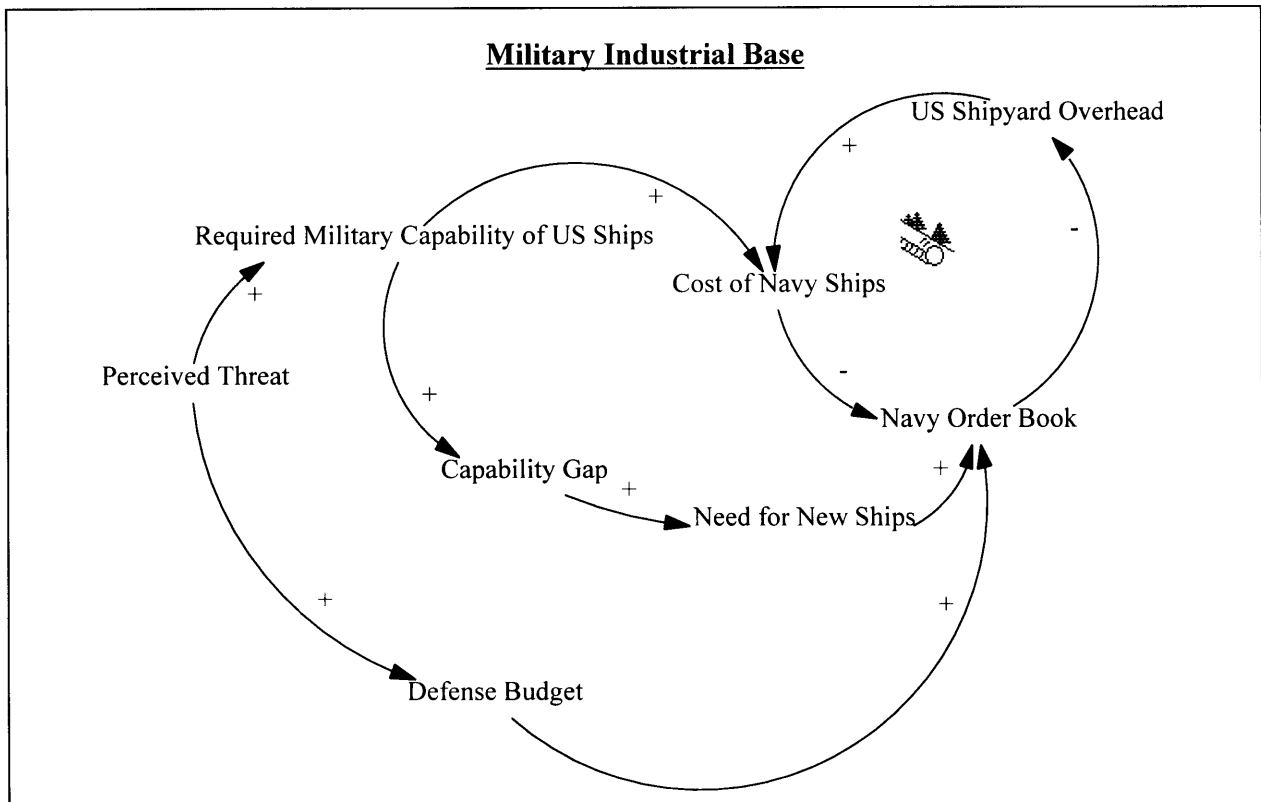 Military Industrial Base
US Shipyard Overhead
+
+
-
Required Military Capability of US Ships
Cost of Navy Ships
+
Perceived Threat
-
+
Navy Order Book
Capability Gap
+
+
Need for New Ships
+
+
Defense Budget